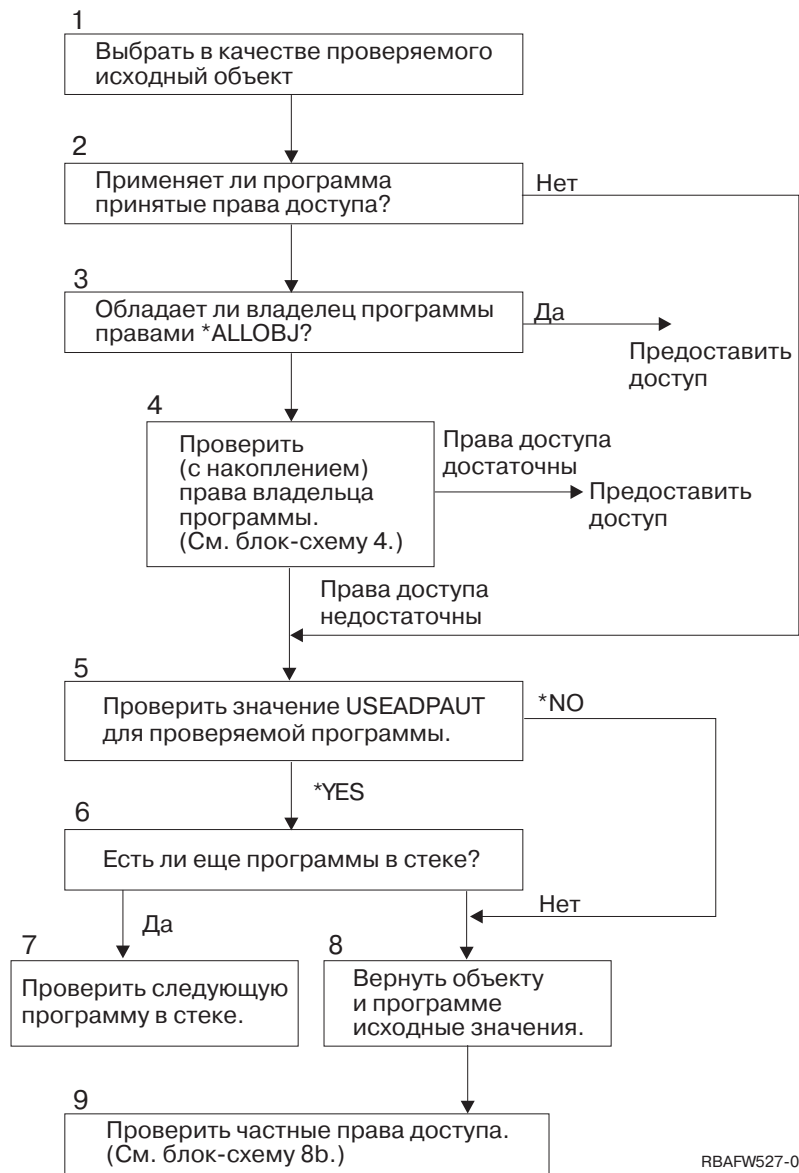 1
Выбрать в качестве проверяемого
исходный объект
2
Применяет ли программа
принятые права доступа?
Нет
3
Обладает ли владелец программы
правами *ALLOBJ?
Да
Предоставить
доступ
4
Проверить
(с накоплением)
права владельца
программы.
(См. блок-схему 4.)
Права доступа
достаточны
Предоставить
доступ
Права доступа
недостаточны
5
Проверить значение USEADPAUT
для проверяемой программы.
*NO
*YES
6
Есть ли еще программы в стеке?
Да
Нет
7
Проверить следующую
программу в стеке.
8
Вернуть объекту
и программе
исходные значения.
9
Проверить частные права доступа.
(См. блок-схему 8b.)
RBAFW527-0